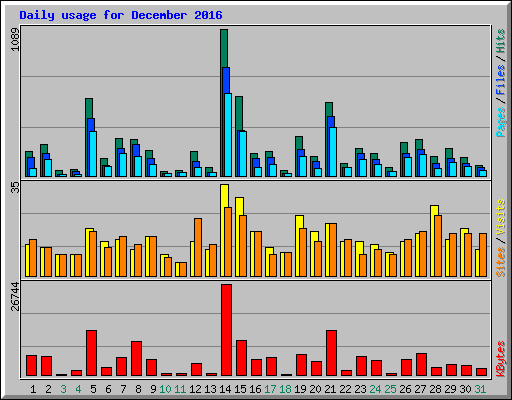 Daily usage for December 2016
1089
Pages / Files / Hits
35
Sites / Visits
26744
KBytes
1 2 3 4 5 6 7 8 9 10 11 12 13 14 15 16 17 18 19 20 21 22 23 24 25 26 27 28 29 30 31